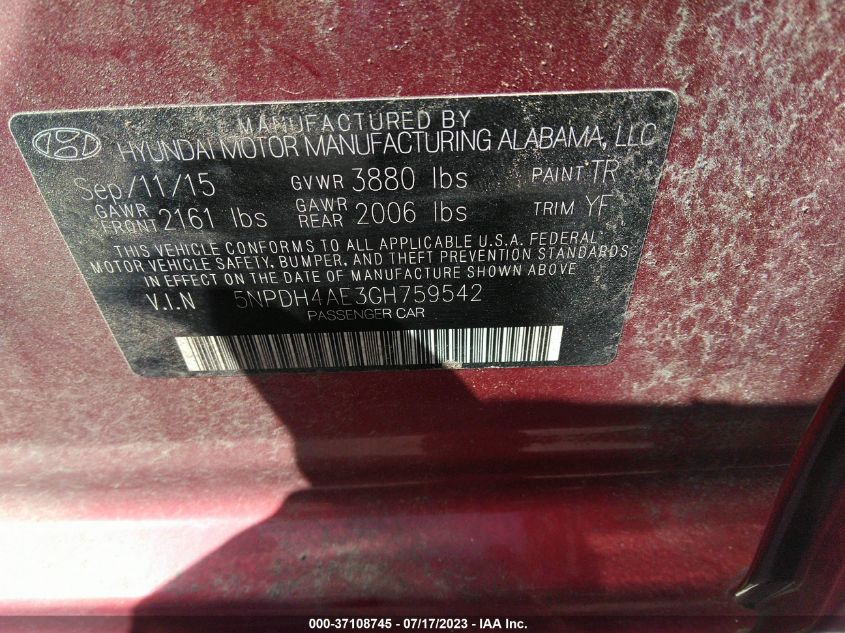 MANUFACTURED BY
HYUNDAI MOTOR MANUFACTURING ALABAMA, LLC
Sep/11/15 GVWR 3880 lbs PAINT TR
GAWR FRONT 2161 lbs GAWR REAR 2006 lbs TRIM YF
THIS VEHICLE CONFORMS TO ALL APPLICABLE U.S.A. FEDERAL
MOTOR VEHICLE SAFETY, BUMPER, AND THEFT PREVENTION STANDARDS
IN EFFECT ON THE DATE OF MANUFACTURE SHOWN ABOVE
V.I.N 5NPDH4AE3GH759542
PASSENGER CAR
000-37108745 - 07/17/2023 - IAA Inc.